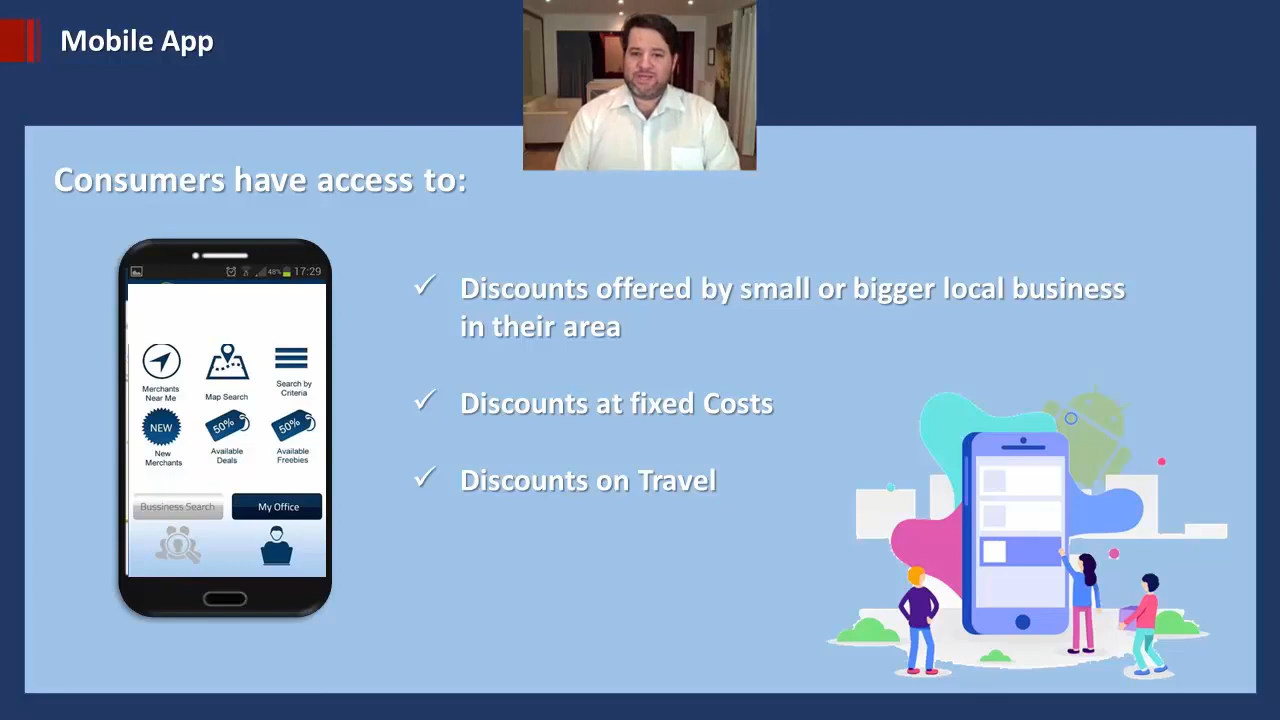 Mobile App
Consumers have access to:
48% 17:29
Merchants
Near Me
Map Search
Search by
Criteria
NEW
50%
50%
New
Merchants
Available
Deals
Available
Freebies
Bussiness Search
My Office
Discounts offered by small or bigger local business
in their area
Discounts at fixed Costs
Discounts on Travel